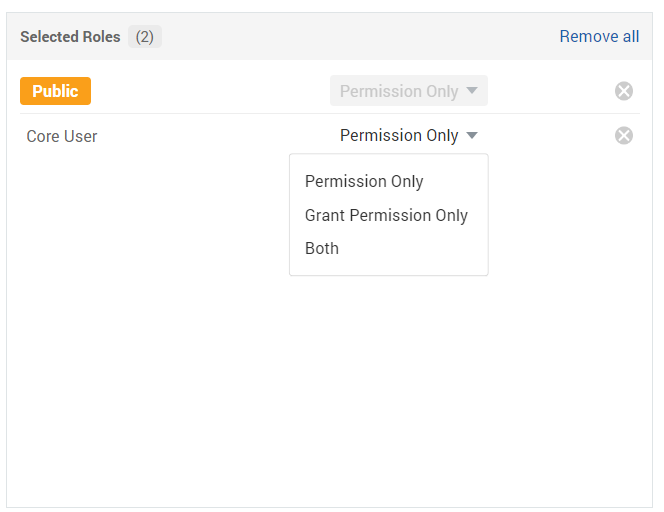 Selected Roles (2) Remove all
Public Permission Only
Core User Permission Only
Permission Only
Grant Permission Only
Both